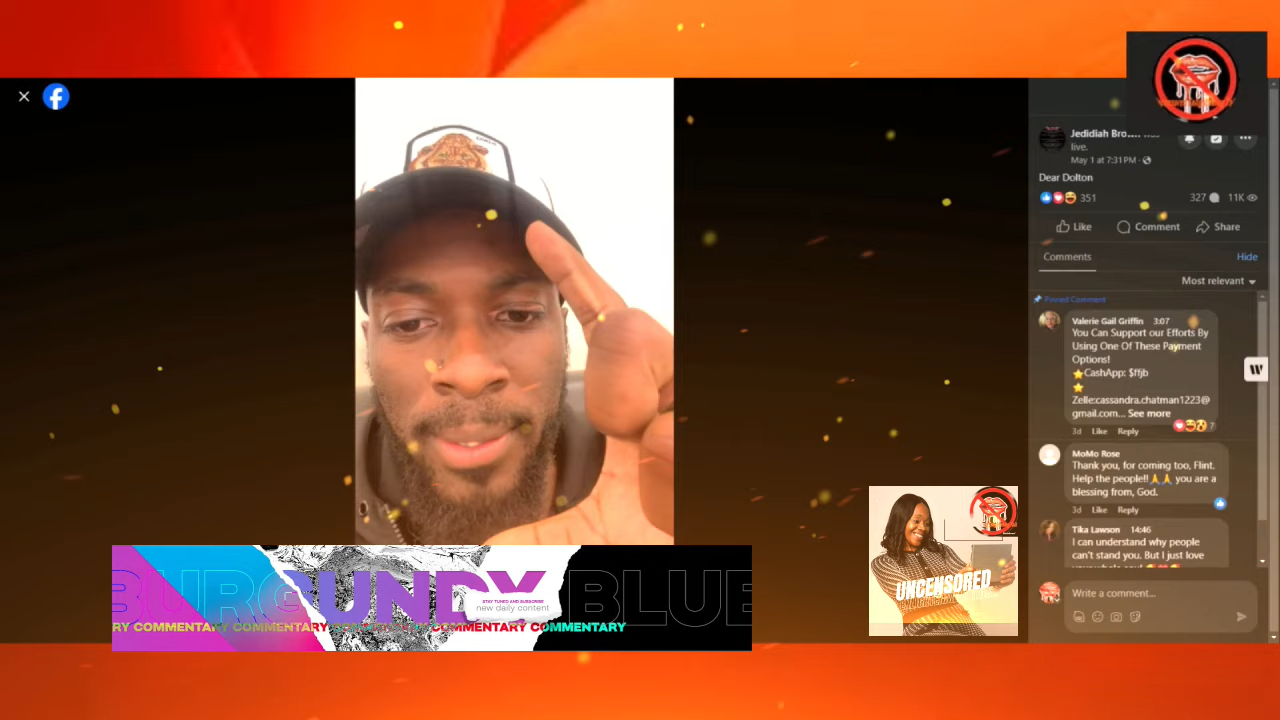 Jedidiah Brown was
live.
May 1 at 7:31 PM
Dear Dolton
351
327
11K
Like
Comment
Share
Comments
Hide
Most relevant
Pinned Comment
Valerie Gail Griffin 3:07
You Can Support our Efforts By
Using One Of These Payment
Options!
⭐CashApp: $ffjb
⭐
Zelle:cassandra.chatman1223@
gmail.com... See more
3d Like Reply
7
W
MoMo Rose
Thank you, for coming too, Flint.
Help the people!!🙏🙏 you are a
blessing from, God.
3d Like Reply
Tika Lawson 14:46
I can understand why people
can't stand you. But I just love
Write a comment...
UNCENSORED
BURGUNDY BLUE
STAY TUNED AND SUBSCRIBE
new daily content
RY COMMENTARY COMMENTARY COMMENTARY COMMENTARY